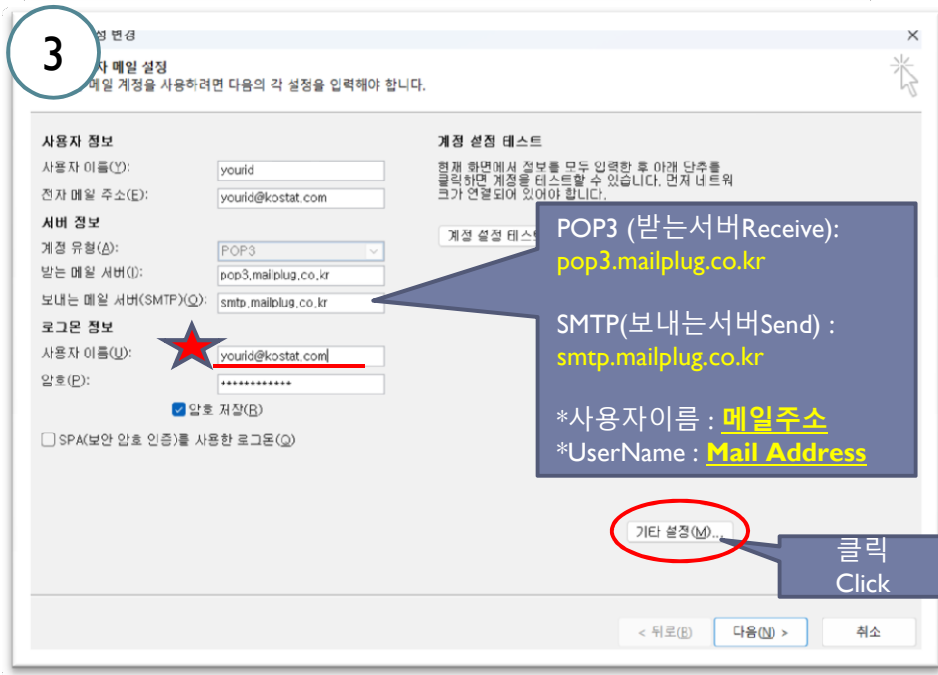 3
성 변경
자 메일 설정
메일 계정을 사용하려면 다음의 각 설정을 입력해야 합니다.
사용자 정보
사용자 이름(Y):
yourid
전자 메일 주소(E):
yourid@kostat.com
서버 정보
계정 유형(A):
POP3
받는 메일 서버(I):
pop3.mailplug.co.kr
보내는 메일 서버(SMTP)(O):
smtp.mailplug.co.kr
로그온 정보
사용자 이름(U):
yourid@kostat.com
암호(P):
************
암호 저장(R)
SPA(보안 암호 인증)를 사용한 로그온(Q)
계정 설정 테스트
현재 화면에서 정보를 모두 입력한 후 아래 단추를
클릭하면 계정을 테스트할 수 있습니다. 먼저 네트워
크가 연결되어 있어야 합니다.
계정 설정 테스
POP3 (받는서버Receive):
pop3.mailplug.co.kr
SMTP(보내는서버Send) :
smtp.mailplug.co.kr
*사용자이름 : 메일주소
*UserName : Mail Address
기타 설정(M)...
클릭
Click
< 뒤로(B)
다음(N) >
취소